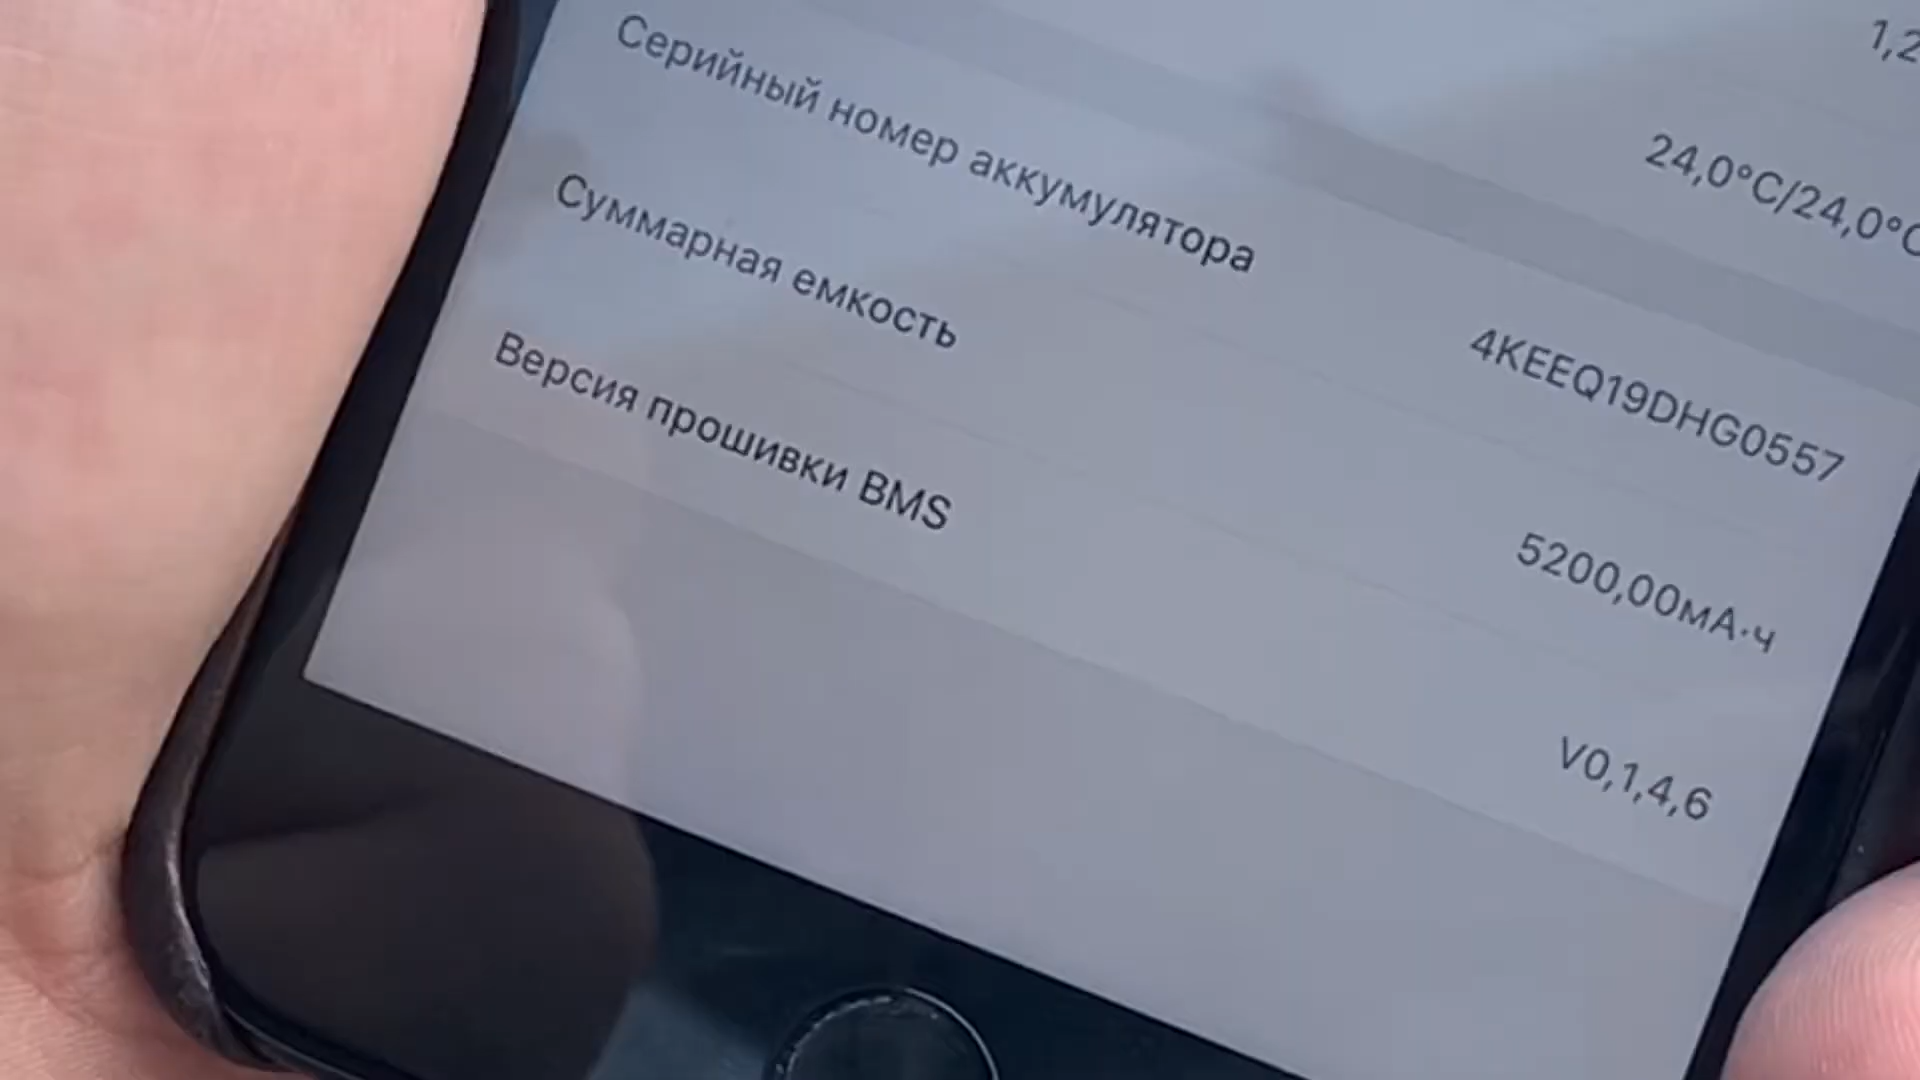 1,2
24,0°C/24,0°C
Серийный номер аккумулятора
4KEEQ19DHG0557
Суммарная емкость
5200,00мА·ч
Версия прошивки BMS
V0,1,4,6